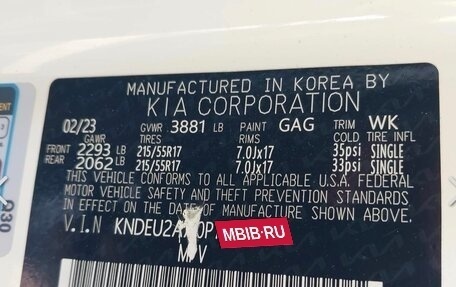 MANUFACTURED IN KOREA BY
KIA CORPORATION
02/23 GVWR 3881 LB PAINT GAG TRIM WK
GAWR TIRES RIMS COLD TIRE INFL
FRONT 2293 LB 215/55R17 7.0Jx17 35psi SINGLE
REAR 2062 LB 215/55R17 7.0Jx17 33psi SINGLE
THIS VEHICLE CONFORMS TO ALL APPLICABLE U.S.A. FEDERAL
MOTOR VEHICLE SAFETY AND THEFT PREVENTION STANDARDS
IN EFFECT ON THE DATE OF MANUFACTURE SHOWN ABOVE.
V.I.N
MBIB.RU
030